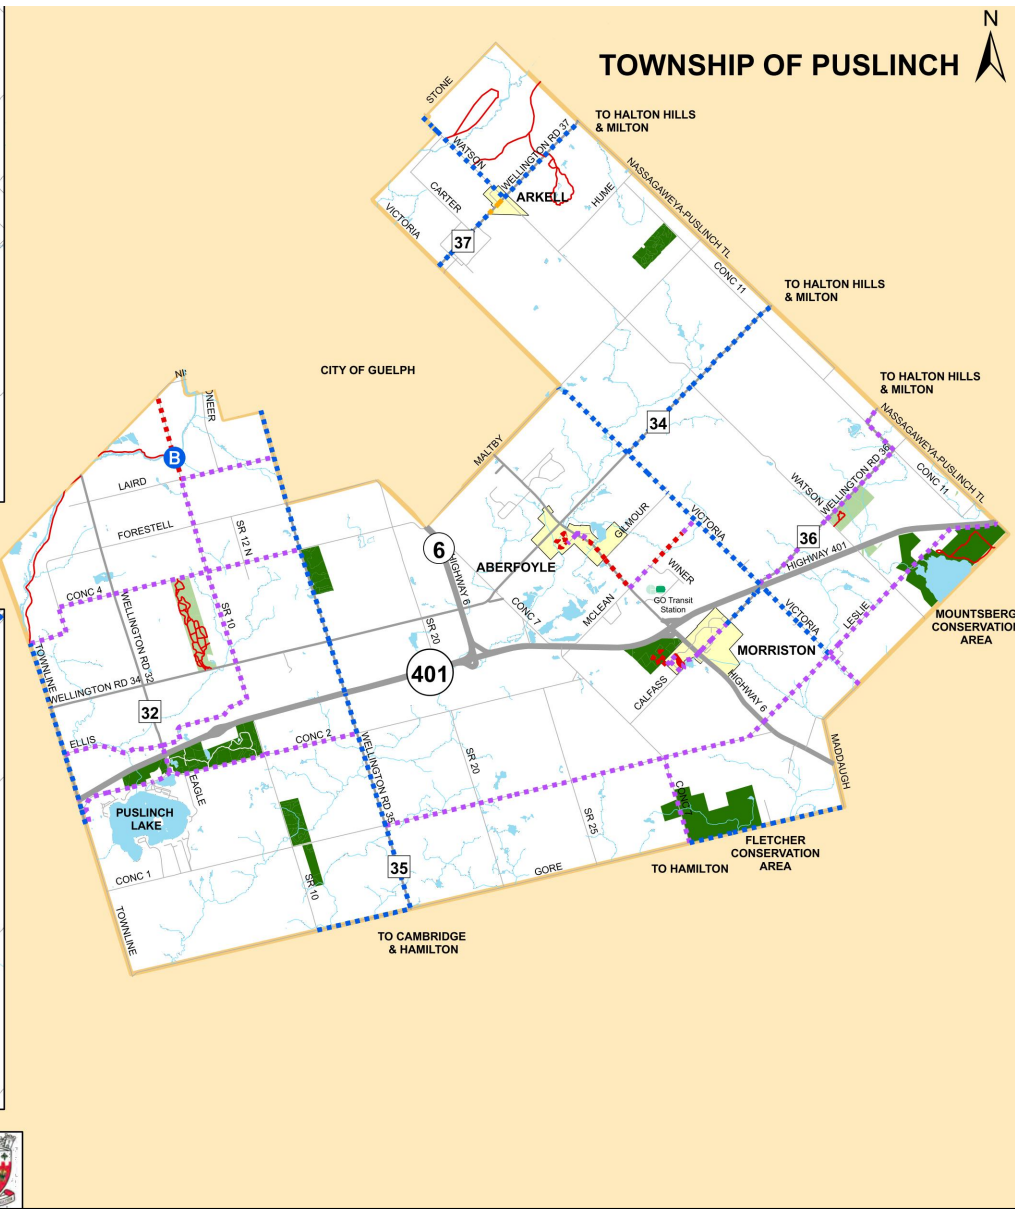 N
TOWNSHIP OF PUSLINCH
STONE
TO HALTON HILLS
& MILTON
WATSON
WELLINGTON RD 37
NASSAGAWEYA-PUSLINCH TL
CARTER
ARKELL
HUME
VICTORIA
37
CONC 11
TO HALTON HILLS
& MILTON
CITY OF GUELPH
TO HALTON HILLS
& MILTON
NASSAGAWEYA-PUSLINCH TL
34
MALTBY
B
LAIRD
WATSON
WELLINGTON RD 36
CONC 11
FORESTELL
SR 12 N
GILMOUR
VICTORIA
36
6
HIGHWAY 401
ABERFOYLE
HIGHWAY 6
WINER
GO Transit
Station
CONC 4
WELLINGTON RD 32
SR 10
CONC 7
MCLEAN
VICTORIA
LESLIE
MOUNTSBERG
CONSERVATION
AREA
SR 20
MORRISTON
TOWNLINE
401
WELLINGTON RD 34
CALFASS
HIGHWAY 6
32
ELLIS
CONC 2
WELLINGTON RD 35
SR 20
MADDAUGH
EAGLE
PUSLINCH
LAKE
CONC 7
SR 25
FLETCHER
CONSERVATION
AREA
35
GORE
TO HAMILTON
CONC 1
SR 10
TOWNLINE
TO CAMBRIDGE
& HAMILTON